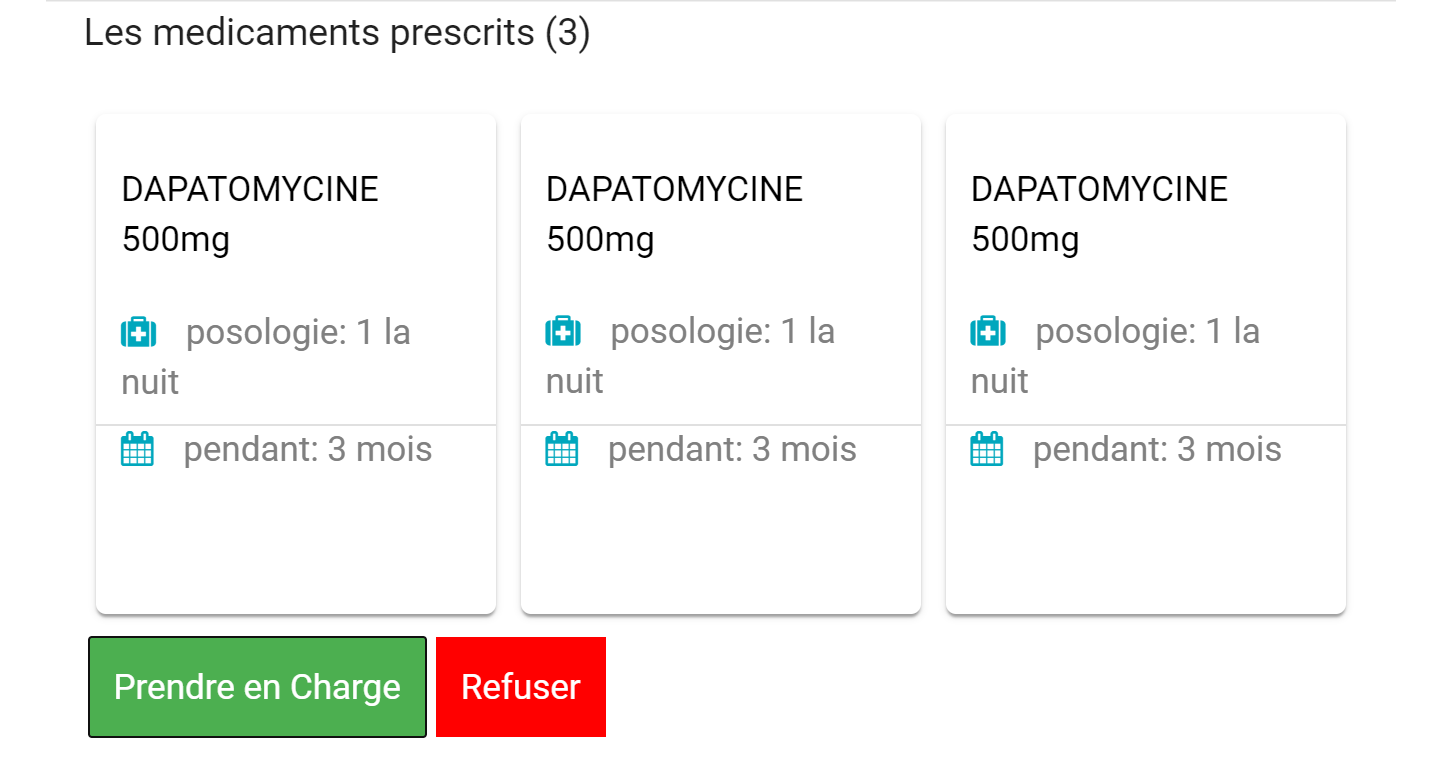 Les medicaments prescrits (3)
DAPATOMYCINE
500mg
posologie: 1 la
nuit
pendant: 3 mois
DAPATOMYCINE
500mg
posologie: 1 la
nuit
pendant: 3 mois
DAPATOMYCINE
500mg
posologie: 1 la
nuit
pendant: 3 mois
Prendre en Charge
Refuser